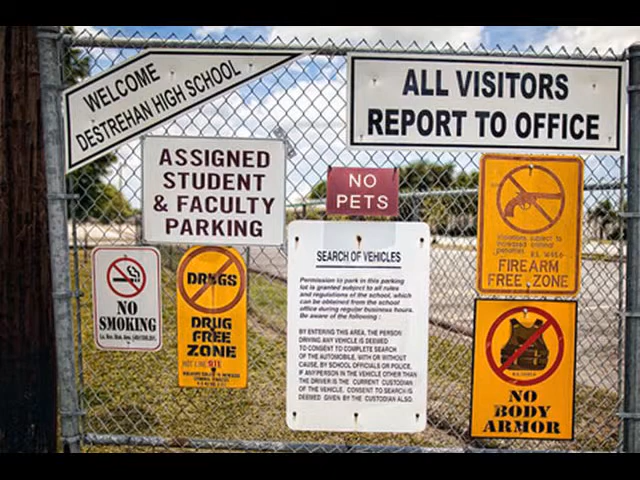 WELCOME
DESTREHAN HIGH SCHOOL
ALL VISITORS
REPORT TO OFFICE
ASSIGNED
STUDENT
& FACULTY
PARKING
NO
PETS
FIREARM
FREE ZONE
NO
SMOKING
DRUGS
DRUG
FREE
ZONE
SEARCH OF VEHICLES
Permission to park in this parking
lot is granted subject to all rules
and regulations of the school, which
can be obtained from the school
office during regular business hours.
Be aware of the following :
BY ENTERING THIS AREA, THE PERSON
DRIVING ANY VEHICLE IS DEEMED
TO CONSENT TO COMPLETE SEARCH
OF THE AUTOMOBILE, WITH OR WITHOUT
CAUSE, BY SCHOOL OFFICIALS OR POLICE.
IF ANY PERSON IN THE VEHICLE OTHER THAN
THE DRIVER IS THE CURRENT CUSTODIAN
OF THE VEHICLE, CONSENT TO SEARCH IS
DEEMED GIVEN BY THE CUSTODIAN ALSO.
NO
BODY
ARMOR